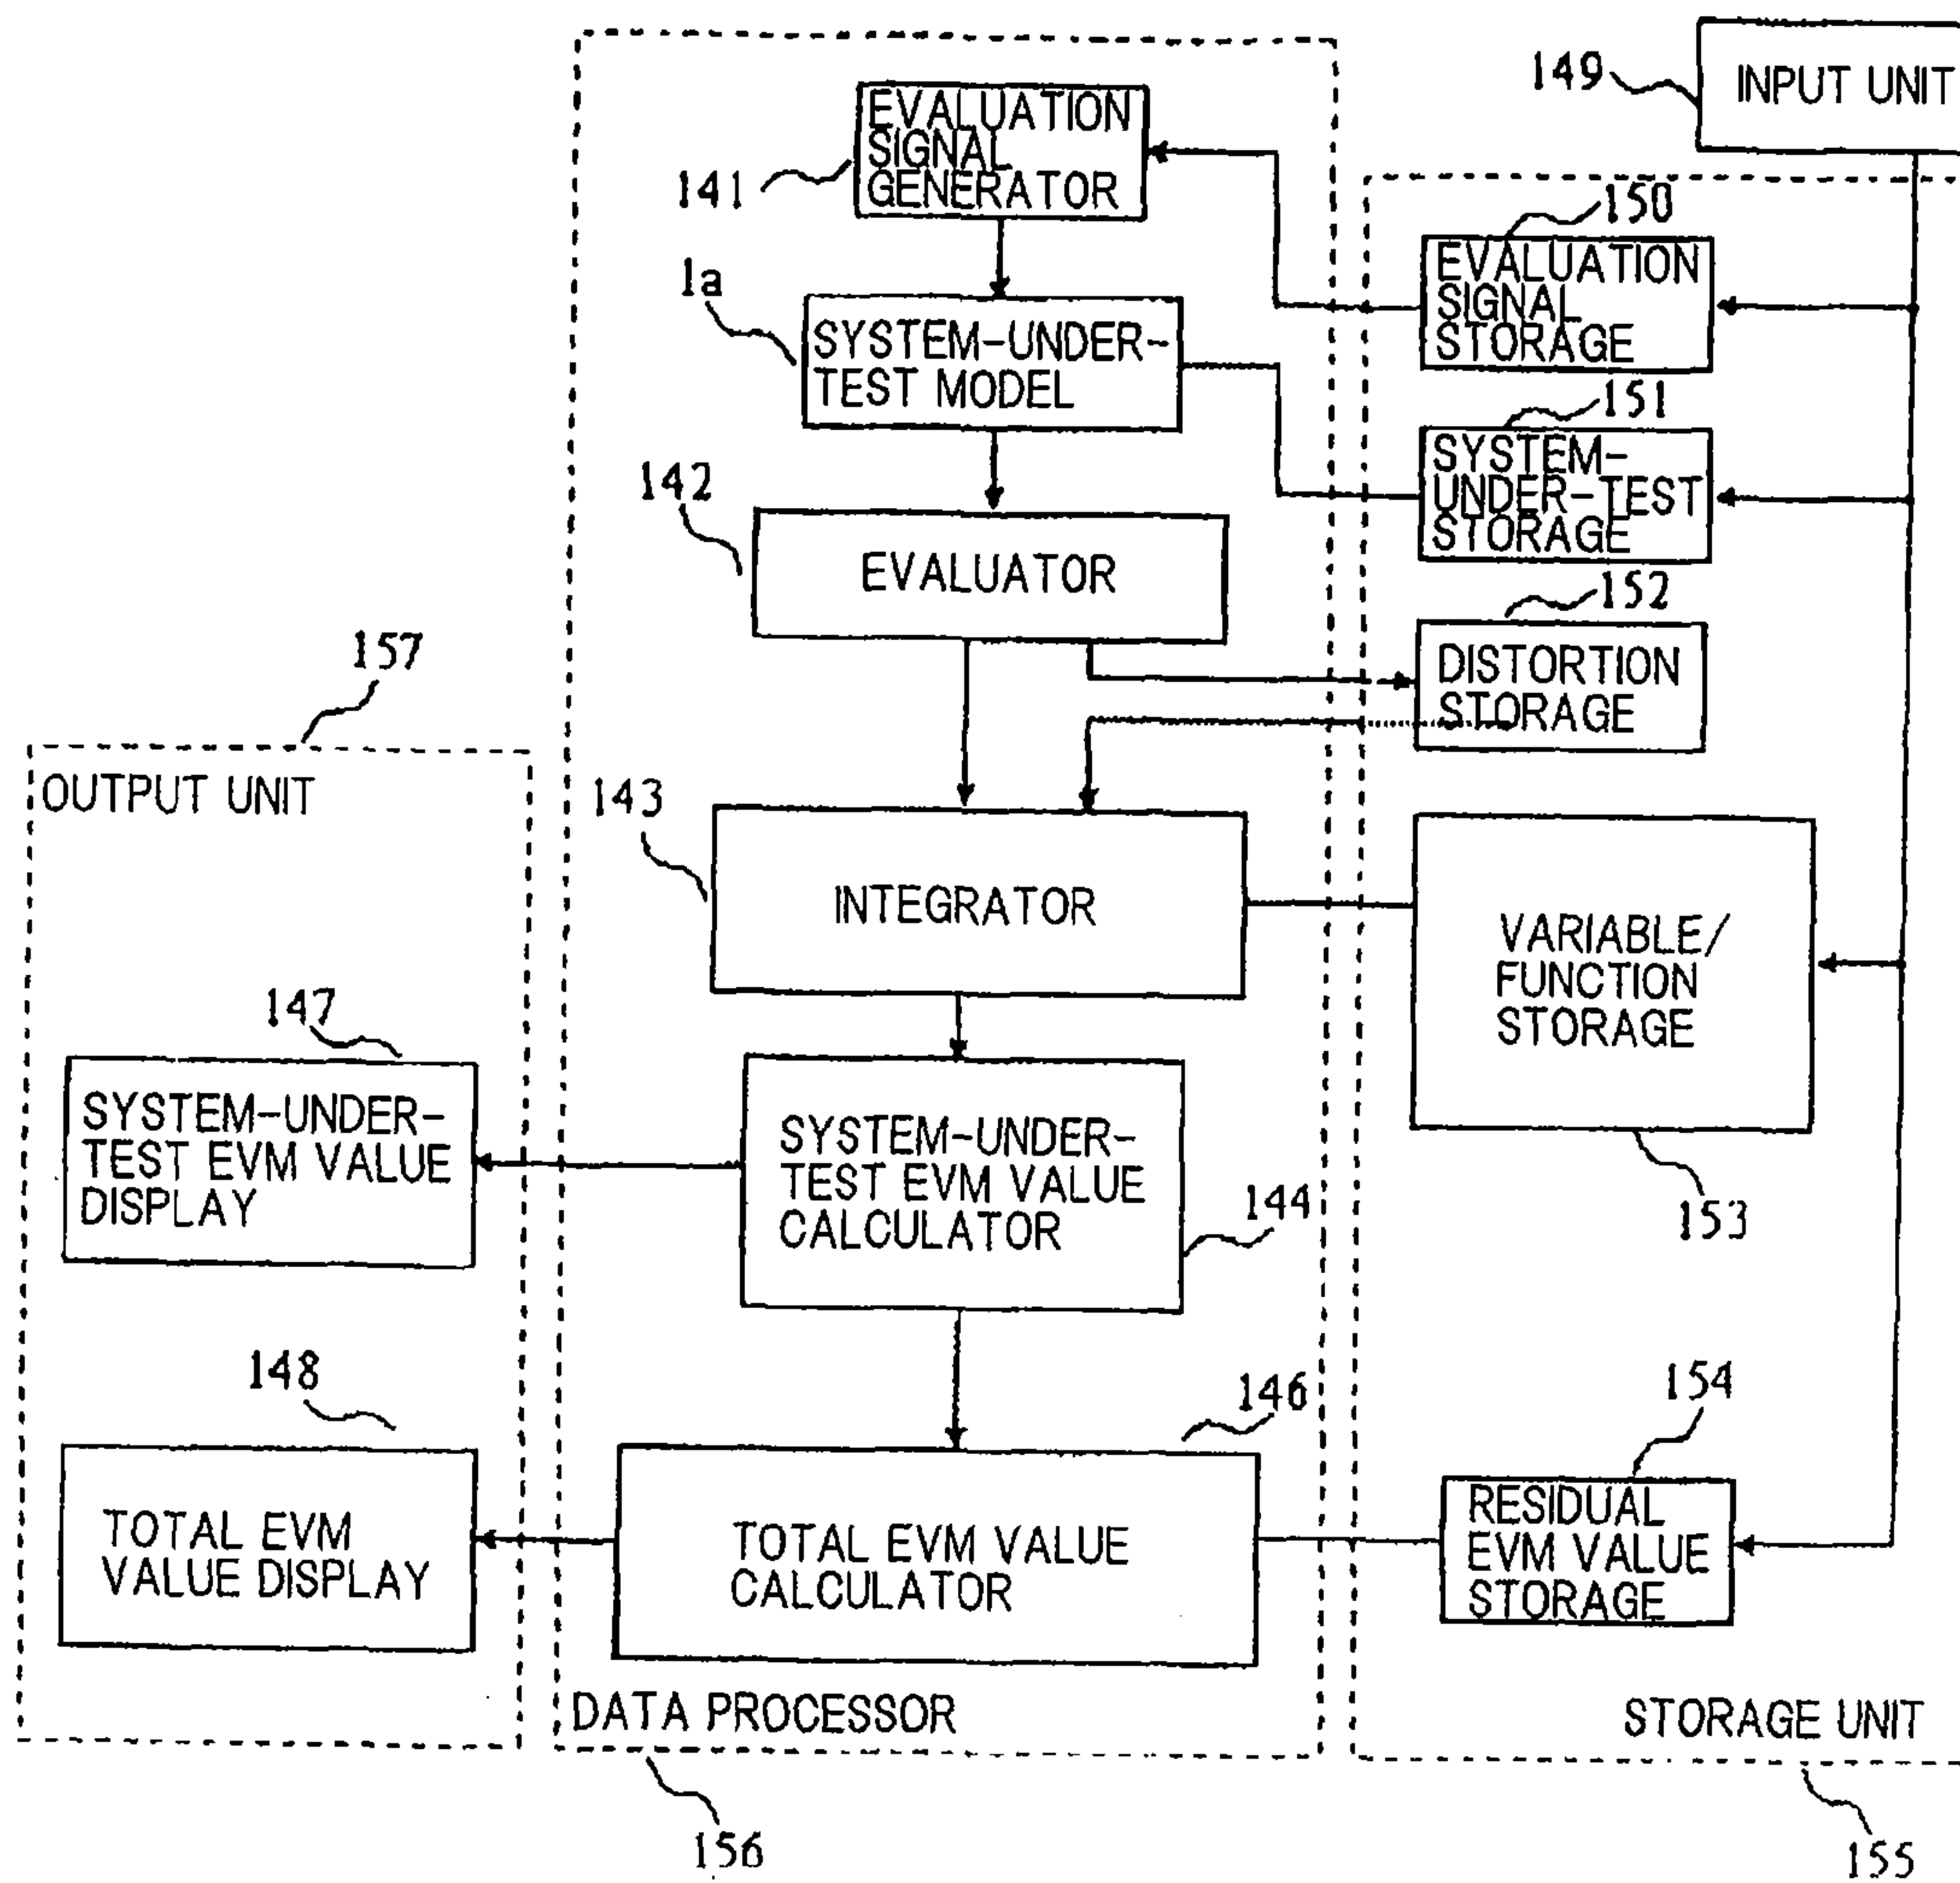 149
INPUT UNIT
EVALUATION
SIGNAL
GENERATOR
141
150
EVALUATION
SIGNAL
STORAGE
1a
SYSTEM-UNDER-
TEST MODEL
151
SYSTEM-
UNDER-TEST
STORAGE
142
EVALUATOR
152
DISTORTION
STORAGE
157
OUTPUT UNIT
143
INTEGRATOR
VARIABLE/
FUNCTION
STORAGE
153
147
SYSTEM-UNDER-
TEST EVM VALUE
DISPLAY
SYSTEM-UNDER-
TEST EVM VALUE
CALCULATOR
144
148
TOTAL EVM
VALUE DISPLAY
146
TOTAL EVM VALUE
CALCULATOR
154
RESIDUAL
EVM VALUE
STORAGE
DATA PROCESSOR
156
STORAGE UNIT
155